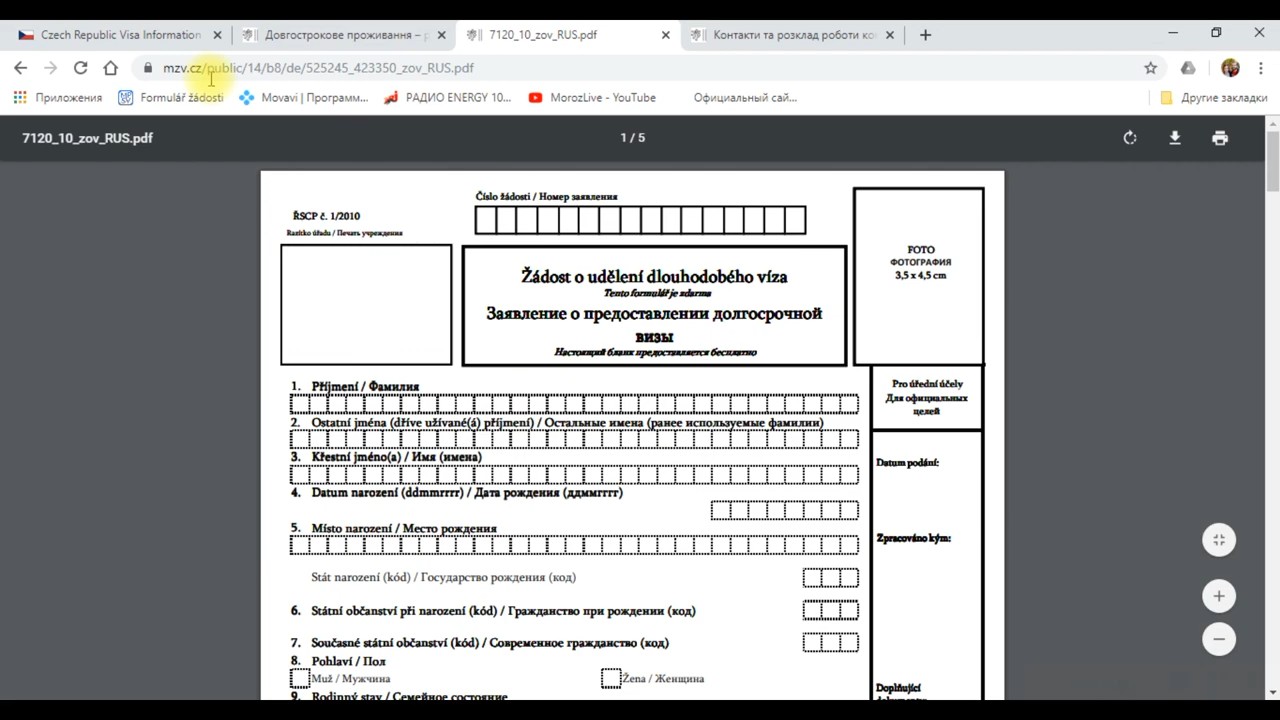 Czech Republic Visa Information
Довгострокове проживання – р
7120_10_zov_RUS.pdf
Контакти та розклад роботи ко
mzv.cz/public/14/b8/de/525245_423350_zov_RUS.pdf
Приложения
Formulář žádosti
Movavi | Программ...
РАДИО ENERGY 10...
MorozLive - YouTube
Официальный сай...
Другие закладки
7120_10_zov_RUS.pdf
1 / 5
Číslo žádosti / Номер заявления
ŘSCP č. 1/2010
Razítko úřadu / Печать учреждения
FOTO
ФОТОГРАФИЯ
3,5 x 4,5 cm
Žádost o udělení dlouhodobého víza
Tento formulář je zdarma
Заявление о предоставлении долгосрочной
визы
Настоящий бланк предоставляется бесплатно
Pro úřední účely
Для официальных
целей
1. Příjmení / Фамилия
2. Ostatní jména (dříve užívané(á) příjmení) / Остальные имена (ранее используемые фамилии)
3. Křestní jméno(a) / Имя (имена)
Datum podání:
4. Datum narození (ddmmrrrr) / Дата рождения (ддммгггг)
5. Místo narození / Место рождения
Zpracováno kým:
Stát narození (kód) / Государство рождения (код)
6. Státní občanství při narození (kód) / Гражданство при рождении (код)
7. Současné státní občanství (kód) / Современное гражданство (код)
8. Pohlaví / Пол
Muž / Мужчина
Žena / Женщина
Doplňující
9. Rodinný stav / Семейное состояние